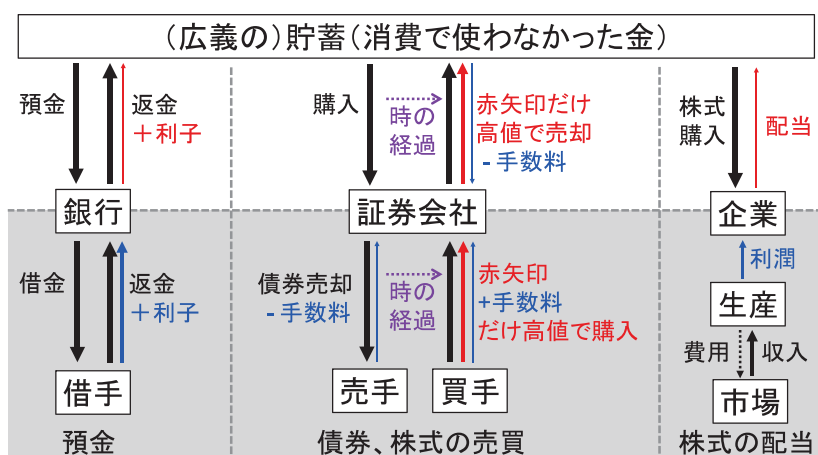 （広義の）貯蓄（消費で使わなかった金）
預金
返金
＋利子
銀行
借金
返金
＋利子
借手
預金
購入
時の
経過
赤矢印だけ
高値で売却
-手数料
証券会社
債券売却
-手数料
時の
経過
赤矢印
+手数料
だけ高値で購入
売手
買手
債券、株式の売買
株式
購入
配当
企業
利潤
生産
費用
収入
市場
株式の配当